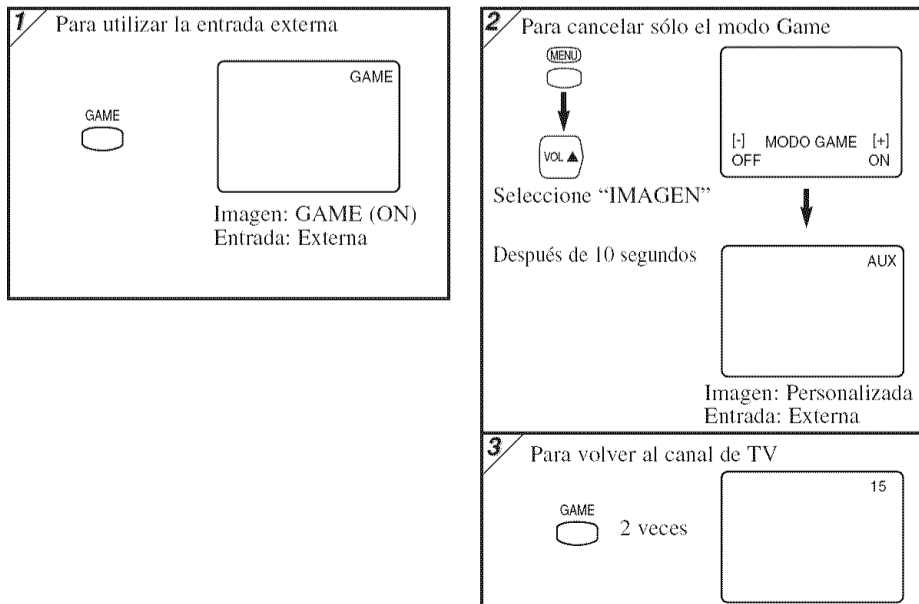 1 Para utilizar la entrada externa
GAME
GAME
Imagen: GAME (ON)
Entrada: Externa
2 Para cancelar sólo el modo Game
MENU
VOL ▲
Seleccione “IMAGEN”
[-] MODO GAME [+]
OFF ON
Después de 10 segundos
AUX
Imagen: Personalizada
Entrada: Externa
3 Para volver al canal de TV
GAME
2 veces
15